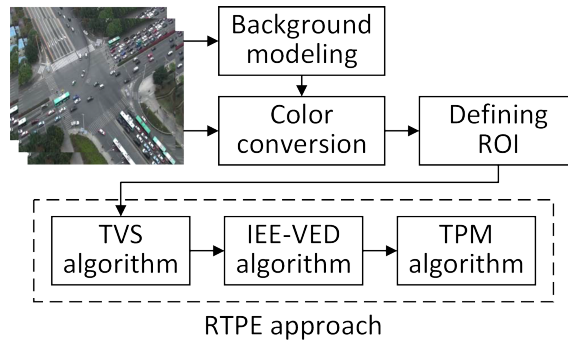 Background
modeling
Color
conversion
Defining
ROI
TVS
algorithm
IEE-VED
algorithm
TPM
algorithm
RTPE approach